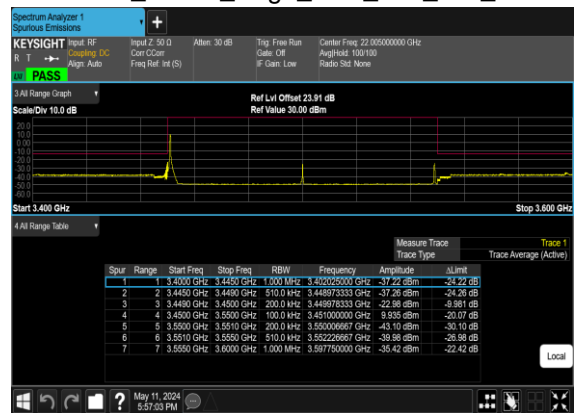 Spectrum Analyzer 1
Spurious Emissions
+
KEYSIGHT Input: RF Input Z: 50 Ω Atten: 30 dB Trig: Free Run Center Freq: 22.005000000 GHz
R T Coupling: DC Corr CCorr Gate: Off Avg|Hold: 100/100
Align: Auto Freq Ref: Int (S) IF Gain: Low Radio Std: None
PASS
3 All Range Graph
Ref Lvl Offset 23.91 dB
Scale/Div 10.0 dB Ref Value 30.00 dBm
20.0
10.0
0.00
-10.0
-20.0
-30.0
-40.0
-50.0
-60.0
Start 3.400 GHz Stop 3.600 GHz
4 All Range Table
Measure Trace Trace 1
Trace Type Trace Average (Active)
Spur Range Start Freq Stop Freq RBW Frequency Amplitude ΔLimit
1 1 3.4000 GHz 3.4450 GHz 1.000 MHz 3.402025000 GHz -37.22 dBm -24.22 dB
2 2 3.4450 GHz 3.4490 GHz 510.0 kHz 3.448973333 GHz -37.26 dBm -24.26 dB
3 3 3.4490 GHz 3.4500 GHz 200.0 kHz 3.449978333 GHz -22.98 dBm -9.981 dB
4 4 3.4500 GHz 3.5500 GHz 100.0 kHz 3.451000000 GHz 9.935 dBm -20.07 dB
5 5 3.5500 GHz 3.5510 GHz 200.0 kHz 3.550006667 GHz -43.10 dBm -30.10 dB
6 6 3.5510 GHz 3.5550 GHz 510.0 kHz 3.552226667 GHz -39.98 dBm -26.98 dB
7 7 3.5550 GHz 3.6000 GHz 1.000 MHz 3.597750000 GHz -35.42 dBm -22.42 dB
Local
? May 11, 2024
5:57:03 PM